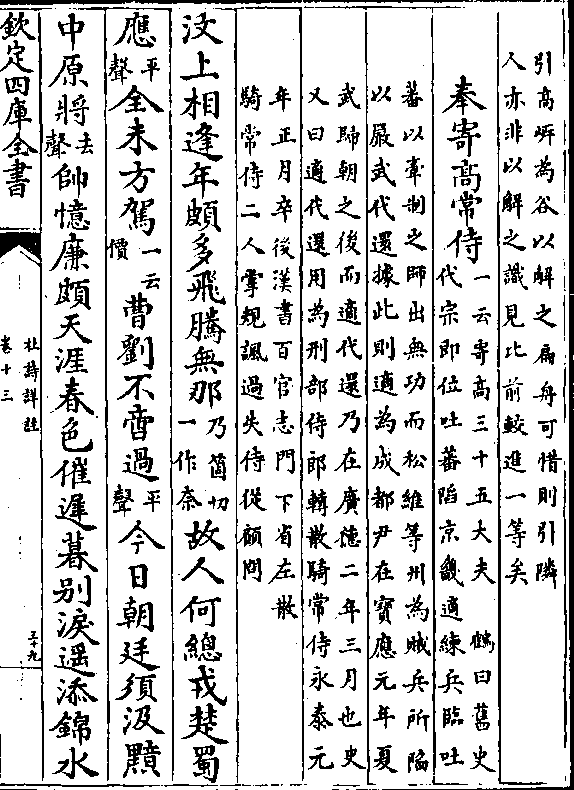 引高岸為谷以解之扁舟可惜則引隣
人亦非以解之識見比前較進一等矣
奉寄高常侍一云寄高三十五大夫 鶴曰舊史
代宗即位吐蕃陷京畿適練兵臨吐
蕃以牽制之師出無功而松維等州為賊兵所陷
以嚴武代還據此則適為成都尹在寳應元年夏
武歸朝之後而適代還乃在廣徳二年三月也史
又曰適代還用為刑部侍郎轉散騎常侍永泰元
年正月卒後漢書百官志門下省左散
騎常侍二人掌規諷過失侍從顧問
汶上相逢年頗多飛騰無那乃箇切一作奈故人何總戎楚蜀
應平聲全未方駕一云價曹劉不啻過平聲今日朝廷須汲黯
中原將去聲帥憶廉頗天涯春色催遲暮别淚遥添錦水
欽定四庫全書
杜詩詳註
卷十三
三十九